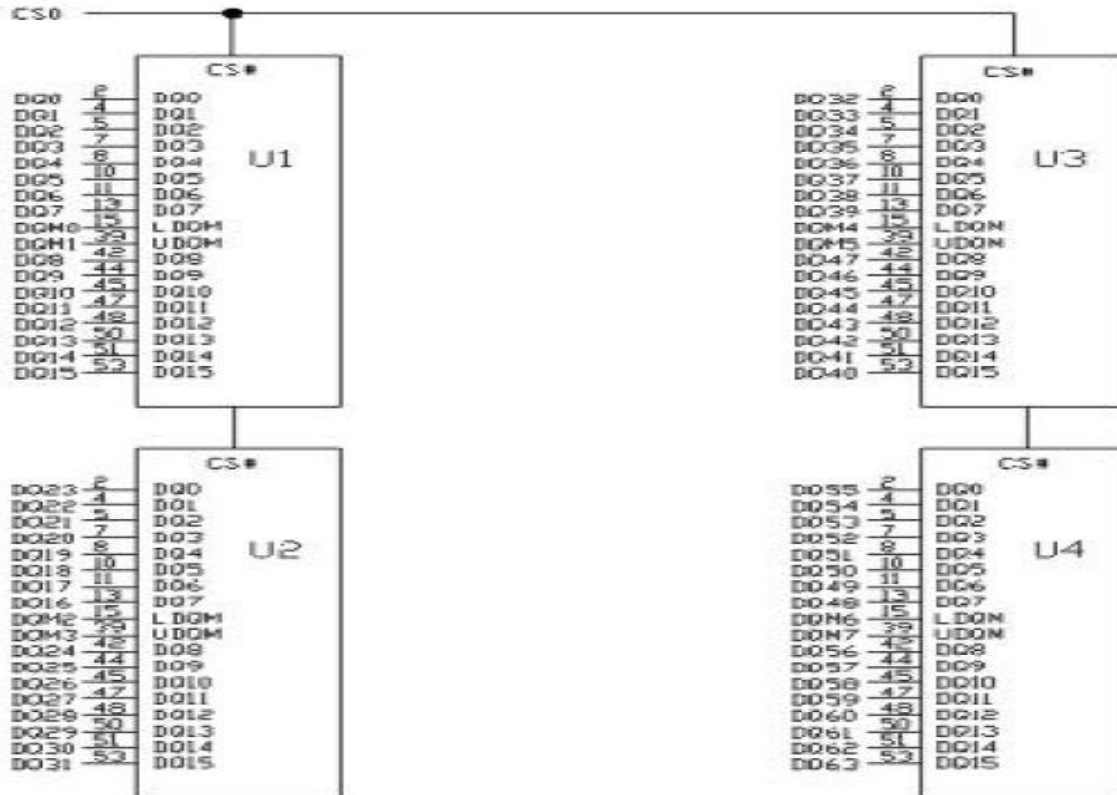 CS0
CS#
DQ0 2 DQ0
DQ1 4 DQ1
DQ2 5 DQ2
DQ3 7 DQ3
DQ4 8 DQ4
DQ5 10 DQ5
DQ6 11 DQ6
DQ7 13 DQ7
DQM0 15 LDQM
DQM1 39 UDQM
DQ8 42 DQ8
DQ9 44 DQ9
DQ10 45 DQ10
DQ11 47 DQ11
DQ12 48 DQ12
DQ13 50 DQ13
DQ14 51 DQ14
DQ15 53 DQ15
U1
CS#
DQ23 2 DQ0
DQ22 4 DQ1
DQ21 5 DQ2
DQ20 7 DQ3
DQ19 8 DQ4
DQ18 10 DQ5
DQ17 11 DQ6
DQ16 13 DQ7
DQM2 15 LDQM
DQM3 39 UDQM
DQ24 42 DQ8
DQ25 44 DQ9
DQ26 45 DQ10
DQ27 47 DQ11
DQ28 48 DQ12
DQ29 50 DQ13
DQ30 51 DQ14
DQ31 53 DQ15
U2
CS#
DQ32 2 DQ0
DQ33 4 DQ1
DQ34 5 DQ2
DQ35 7 DQ3
DQ36 8 DQ4
DQ37 10 DQ5
DQ38 11 DQ6
DQ39 13 DQ7
DQM4 15 LDQM
DQM5 39 UDQM
DQ47 42 DQ8
DQ46 44 DQ9
DQ45 45 DQ10
DQ44 47 DQ11
DQ43 48 DQ12
DQ42 50 DQ13
DQ41 51 DQ14
DQ40 53 DQ15
U3
CS#
DQ55 2 DQ0
DQ54 4 DQ1
DQ53 5 DQ2
DQ52 7 DQ3
DQ51 8 DQ4
DQ50 10 DQ5
DQ49 11 DQ6
DQ48 13 DQ7
DQM6 15 LDQM
DQM7 39 UDQM
DQ56 42 DQ8
DQ57 44 DQ9
DQ58 45 DQ10
DQ59 47 DQ11
DQ60 48 DQ12
DQ61 50 DQ13
DQ62 51 DQ14
DQ63 53 DQ15
U4